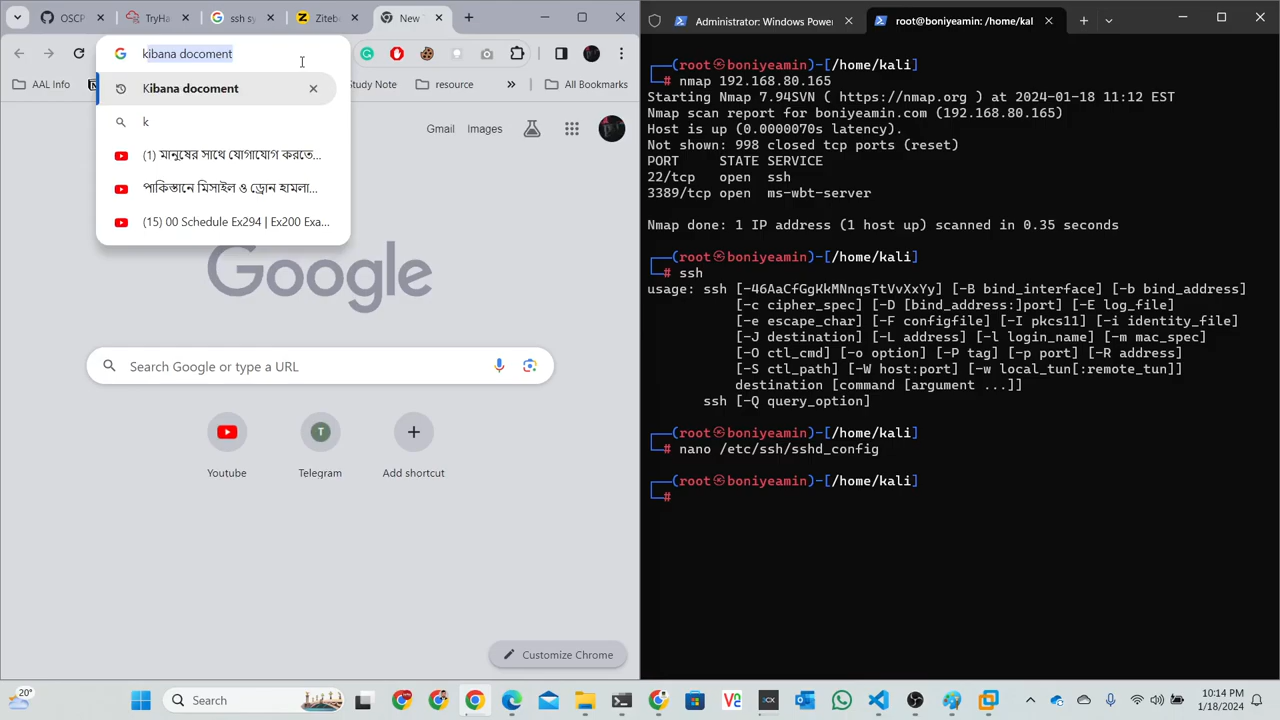 OSCP
TryHa
ssh sy
Ziteb
New
kibana docoment
Kibana docoment
k
(1) মানুষের সাথে যোগাযোগ করতে...
পাকিস্তানে মিসাইল ও ড্রোন হামলা...
(15) 00 Schedule Ex294 | Ex200 Exa...
AAL Info
Study Note
resource
»
All Bookmarks
Gmail
Images
Google
Search Google or type a URL
Youtube
T
Telegram
Add shortcut
Customize Chrome
Administrator: Windows Power
root@boniyeamin: /home/kal
┌──(root㉿boniyeamin)-[/home/kali]
└─# nmap 192.168.80.165
Starting Nmap 7.94SVN ( https://nmap.org ) at 2024-01-18 11:12 EST
Nmap scan report for boniyeamin.com (192.168.80.165)
Host is up (0.0000070s latency).
Not shown: 998 closed tcp ports (reset)
PORT     STATE SERVICE
22/tcp   open  ssh
3389/tcp open  ms-wbt-server
Nmap done: 1 IP address (1 host up) scanned in 0.35 seconds
┌──(root㉿boniyeamin)-[/home/kali]
└─# ssh
usage: ssh [-46AaCfGgKkMNnqsTtVvXxYy] [-B bind_interface] [-b bind_address]
[-c cipher_spec] [-D [bind_address:]port] [-E log_file]
[-e escape_char] [-F configfile] [-I pkcs11] [-i identity_file]
[-J destination] [-L address] [-l login_name] [-m mac_spec]
[-O ctl_cmd] [-o option] [-P tag] [-p port] [-R address]
[-S ctl_path] [-W host:port] [-w local_tun[:remote_tun]]
destination [command [argument ...]]
ssh [-Q query_option]
┌──(root㉿boniyeamin)-[/home/kali]
└─# nano /etc/ssh/sshd_config
┌──(root㉿boniyeamin)-[/home/kali]
└─#
20°
Search
10:14 PM
1/18/2024